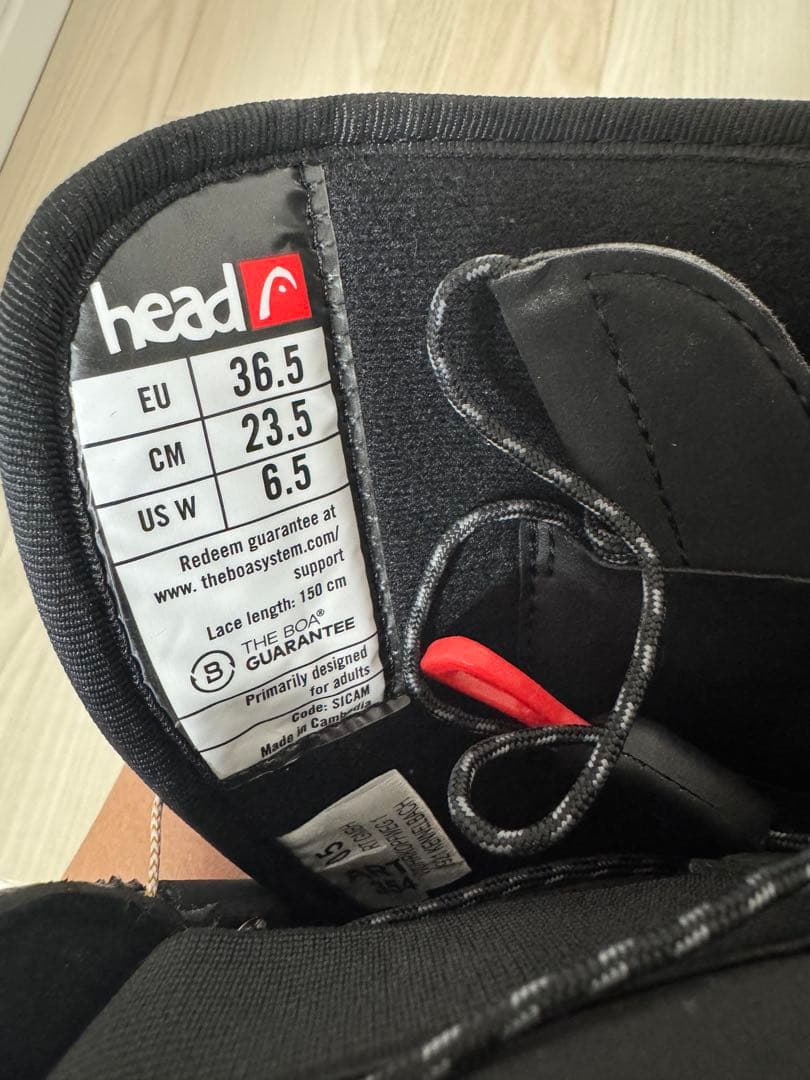 head
EU 36.5
CM 23.5
US W 6.5
Redeem guarantee at
www. theboasystem.com/
support
Lace length: 150 cm
B THE BOA®
GUARANTEE
Primarily designed
for adults
Code: SICAM
Made in Cambodia